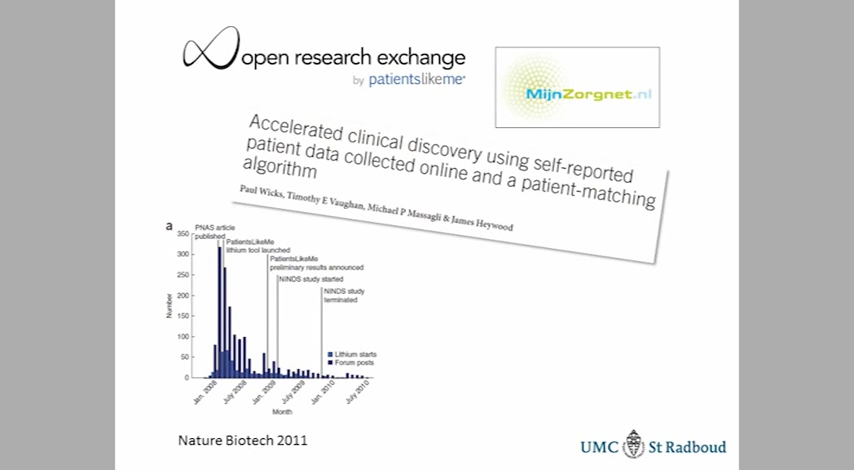 open research exchange
by patientslikeme
MijnZorgnet.nl
Accelerated clinical discovery using self-reported
patient data collected online and a patient-matching
algorithm
Paul Wicks, Timothy E Vaughan, Michael P Massagli & James Heywood
a
PNAS article
published
PatientsLikeMe
lithium tool launched
PatientsLikeMe
preliminary results announced
NINDS study started
NINDS study
terminated
350
300
250
200
150
100
50
0
Number
Lithium starts
Forum posts
Jan. 2008
July 2008
Jan. 2009
July 2009
Jan. 2010
July 2010
Month
Nature Biotech 2011
UMC St Radboud